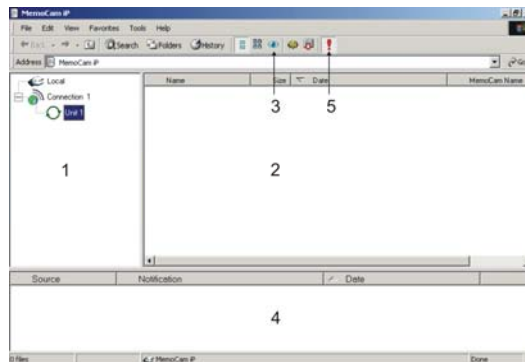 MemoCam iP
File Edit View Favorites Tools Help
Back Search Folders History
Address MemoCam iP Go
Local
Connection 1
Unit 1
Name Size Date MemoCam Name
3 5
1 2
Source Notification Date
4
0 files MemoCam iP Done